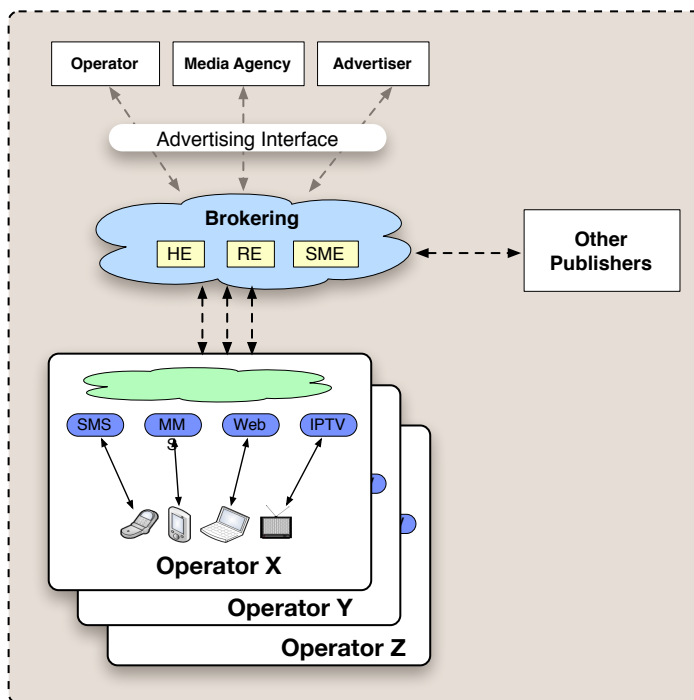 Operator
Media Agency
Advertiser
Advertising Interface
Brokering
HE
RE
SME
Other
Publishers
SMS
MM
S
Web
IPTV
Operator X
Operator Y
Operator Z